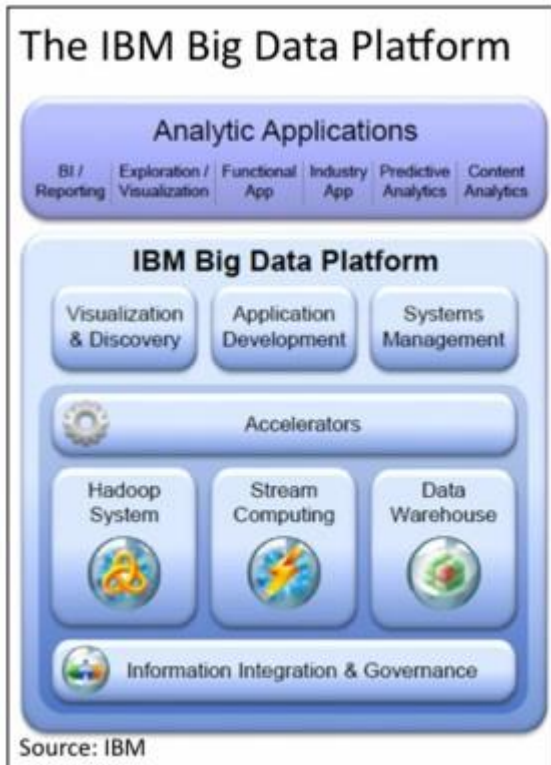 The IBM Big Data Platform
Analytic Applications
BI /
Reporting
Exploration /
Visualization
Functional
App
Industry
App
Predictive
Analytics
Content
Analytics
IBM Big Data Platform
Visualization
& Discovery
Application
Development
Systems
Management
Accelerators
Hadoop
System
Stream
Computing
Data
Warehouse
Information Integration & Governance
Source: IBM